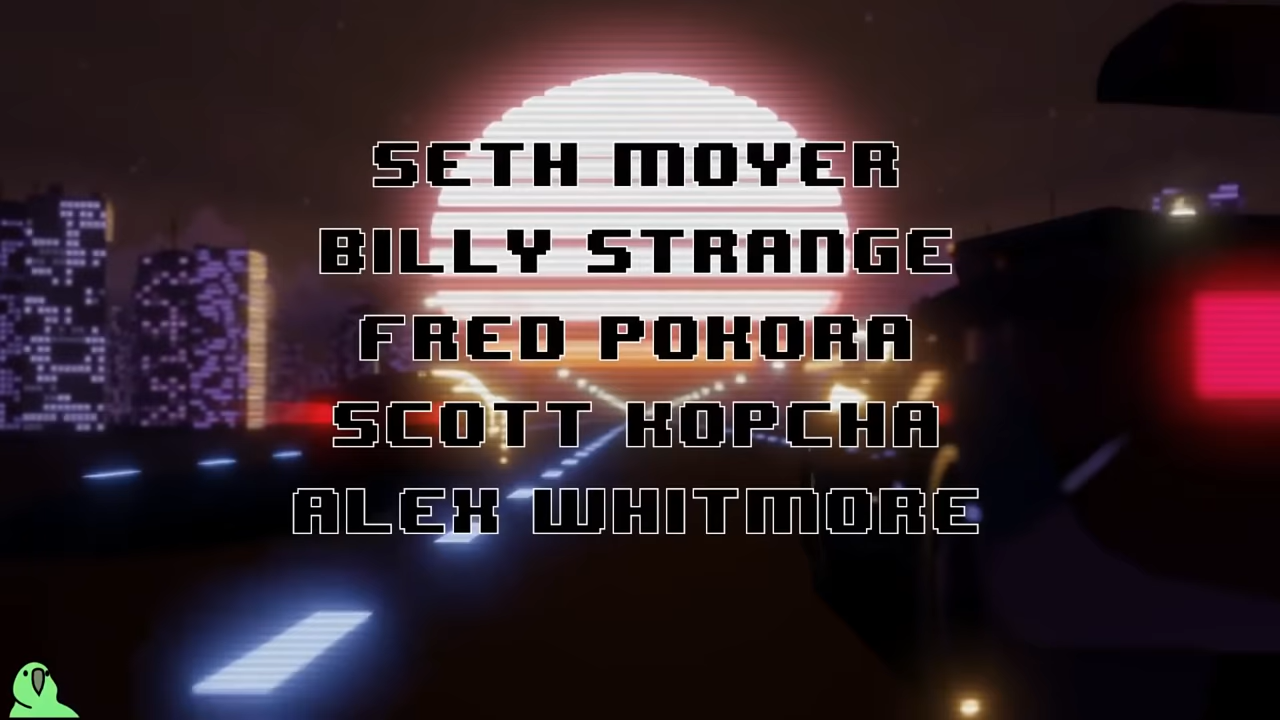 SETH MOYER
BILLY STRANGE
FRED POKORA
SCOTT KOPCHA
ALEX WHITMORE